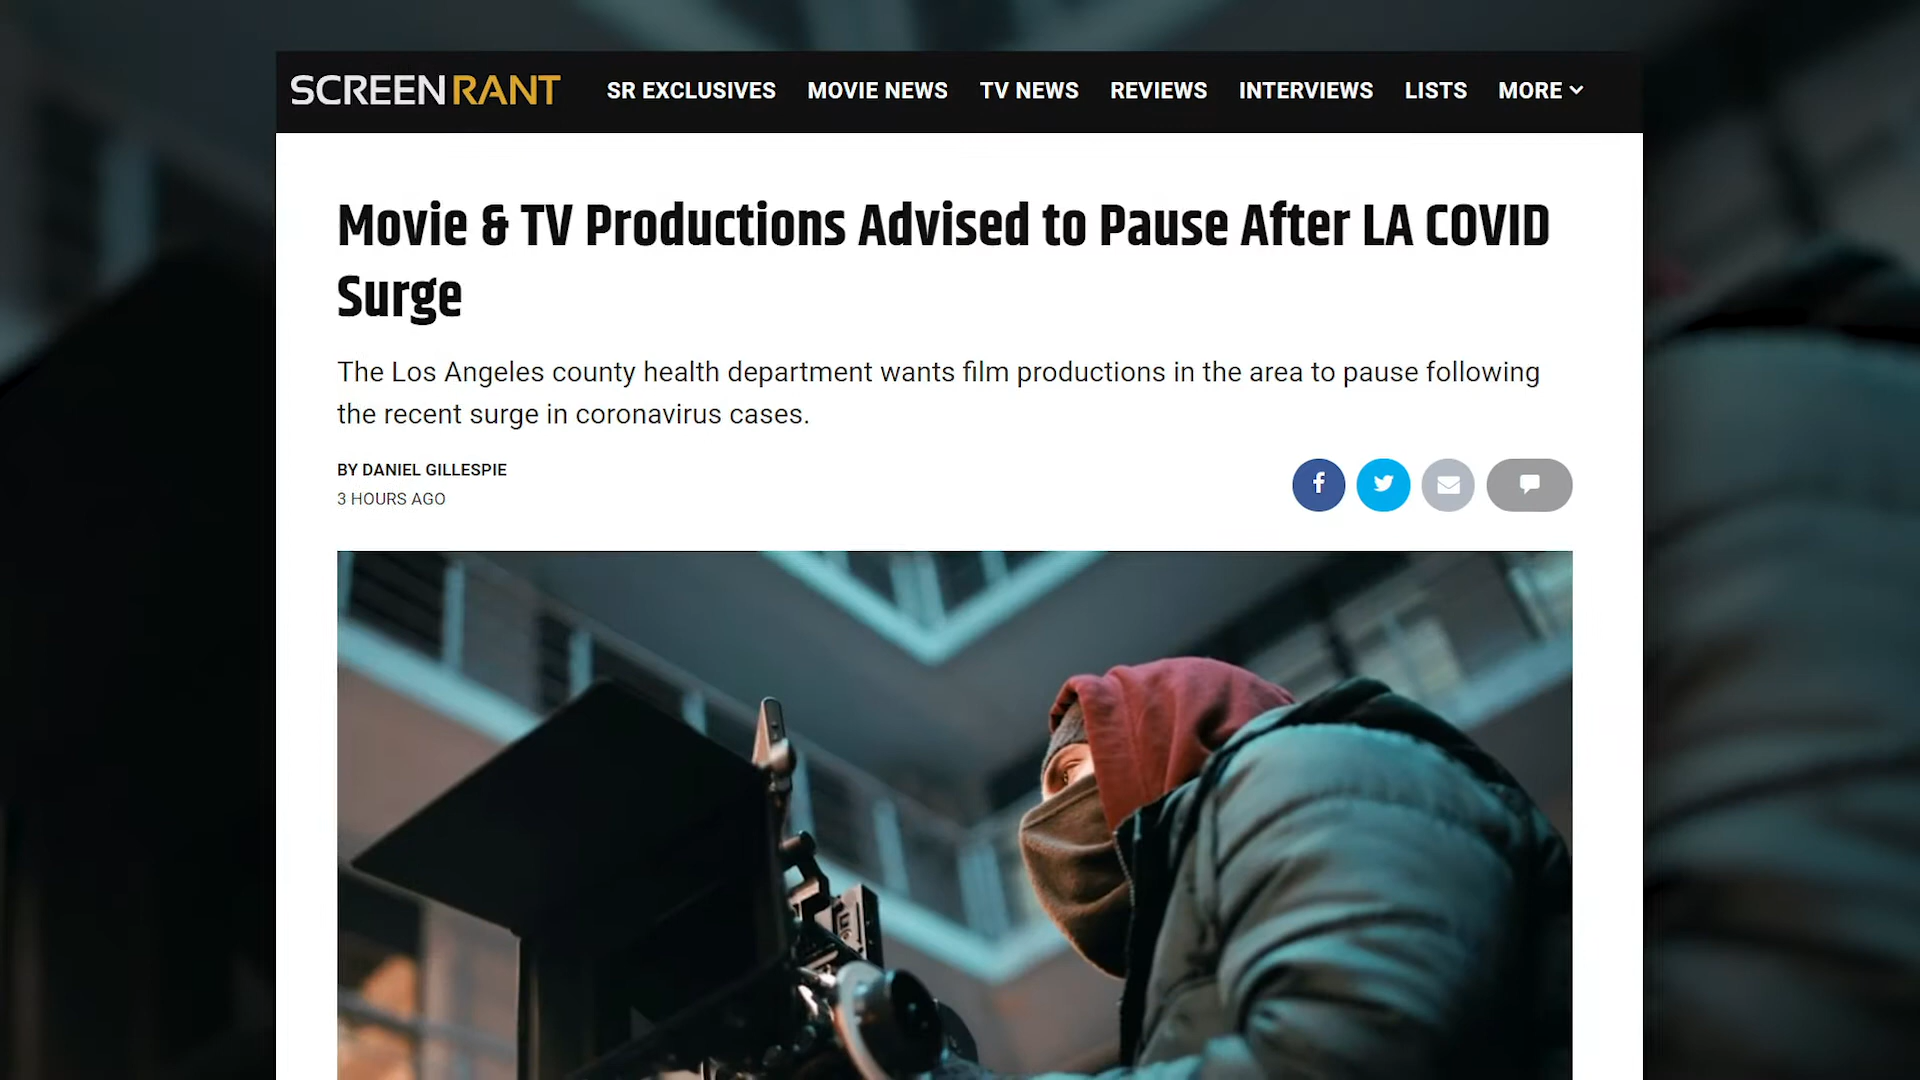 SCREENRANT SR EXCLUSIVES MOVIE NEWS TV NEWS REVIEWS INTERVIEWS LISTS MORE
Movie & TV Productions Advised to Pause After LA COVID
Surge
The Los Angeles county health department wants film productions in the area to pause following
the recent surge in coronavirus cases.
BY DANIEL GILLESPIE
3 HOURS AGO